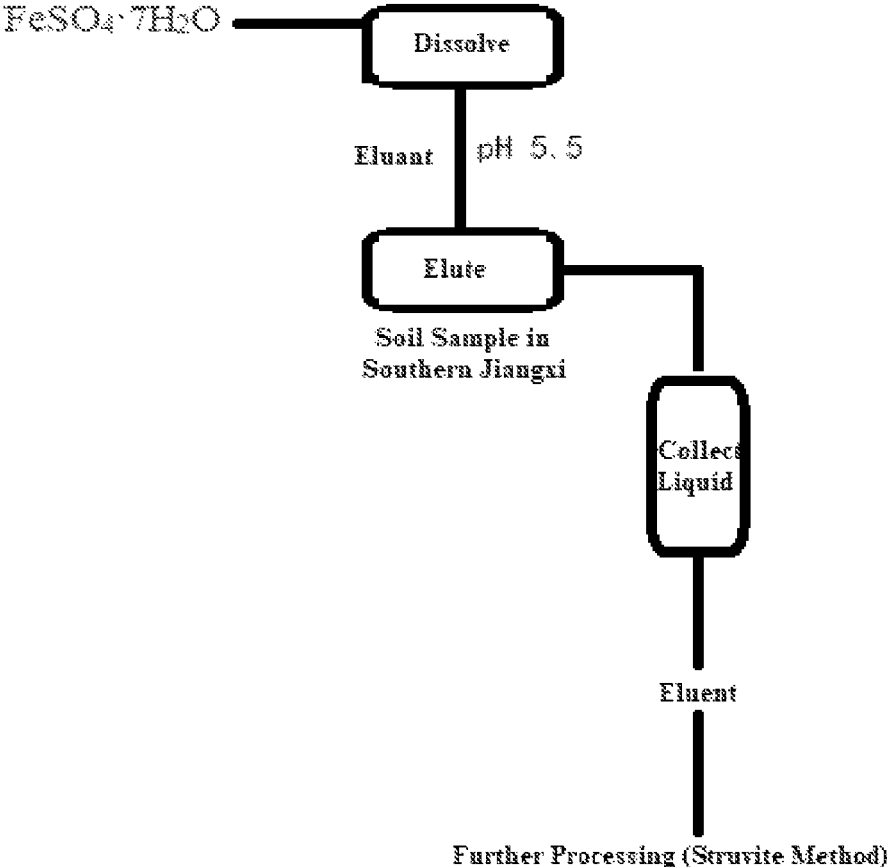 FeSO₄·7H₂O
Dissolve
Eluant
pH 5.5
Elute
Soil Sample in
Southern Jiangxi
Collect
Liquid
Eluent
Further Processing (Struvite Method)